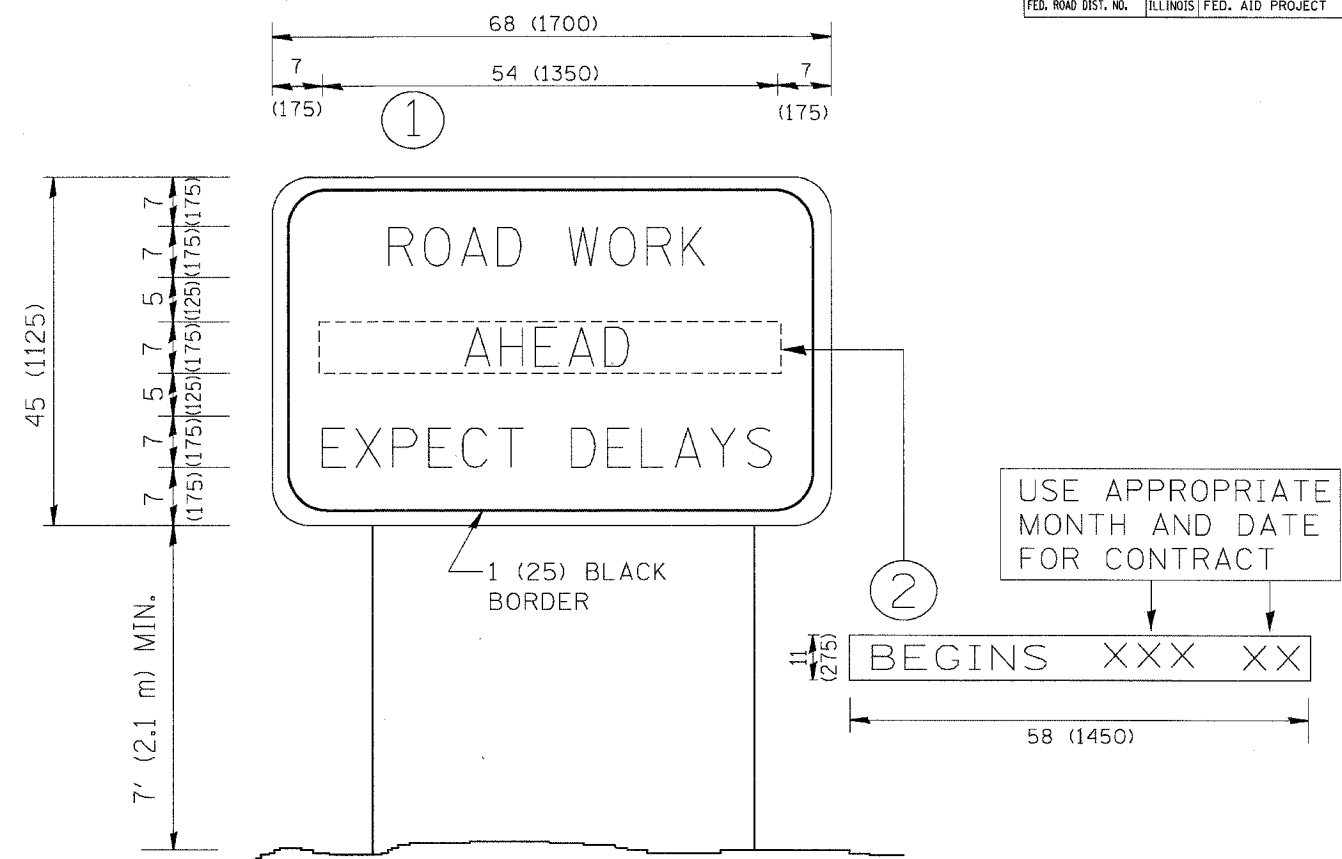 FED. ROAD DIST. NO. ILLINOIS FED. AID PROJECT
68 (1700)
7 54 (1350) 7
(175) (175)
1
45 (1125)
7 (175)
7 (175)
5 (125)
7 (175)
5 (125)
7 (175)
7 (175)
ROAD WORK
AHEAD
EXPECT DELAYS
1 (25) BLACK
BORDER
7' (2.1 m) MIN.
USE APPROPRIATE
MONTH AND DATE
FOR CONTRACT
2
11 (275)
BEGINS XXX XX
58 (1450)